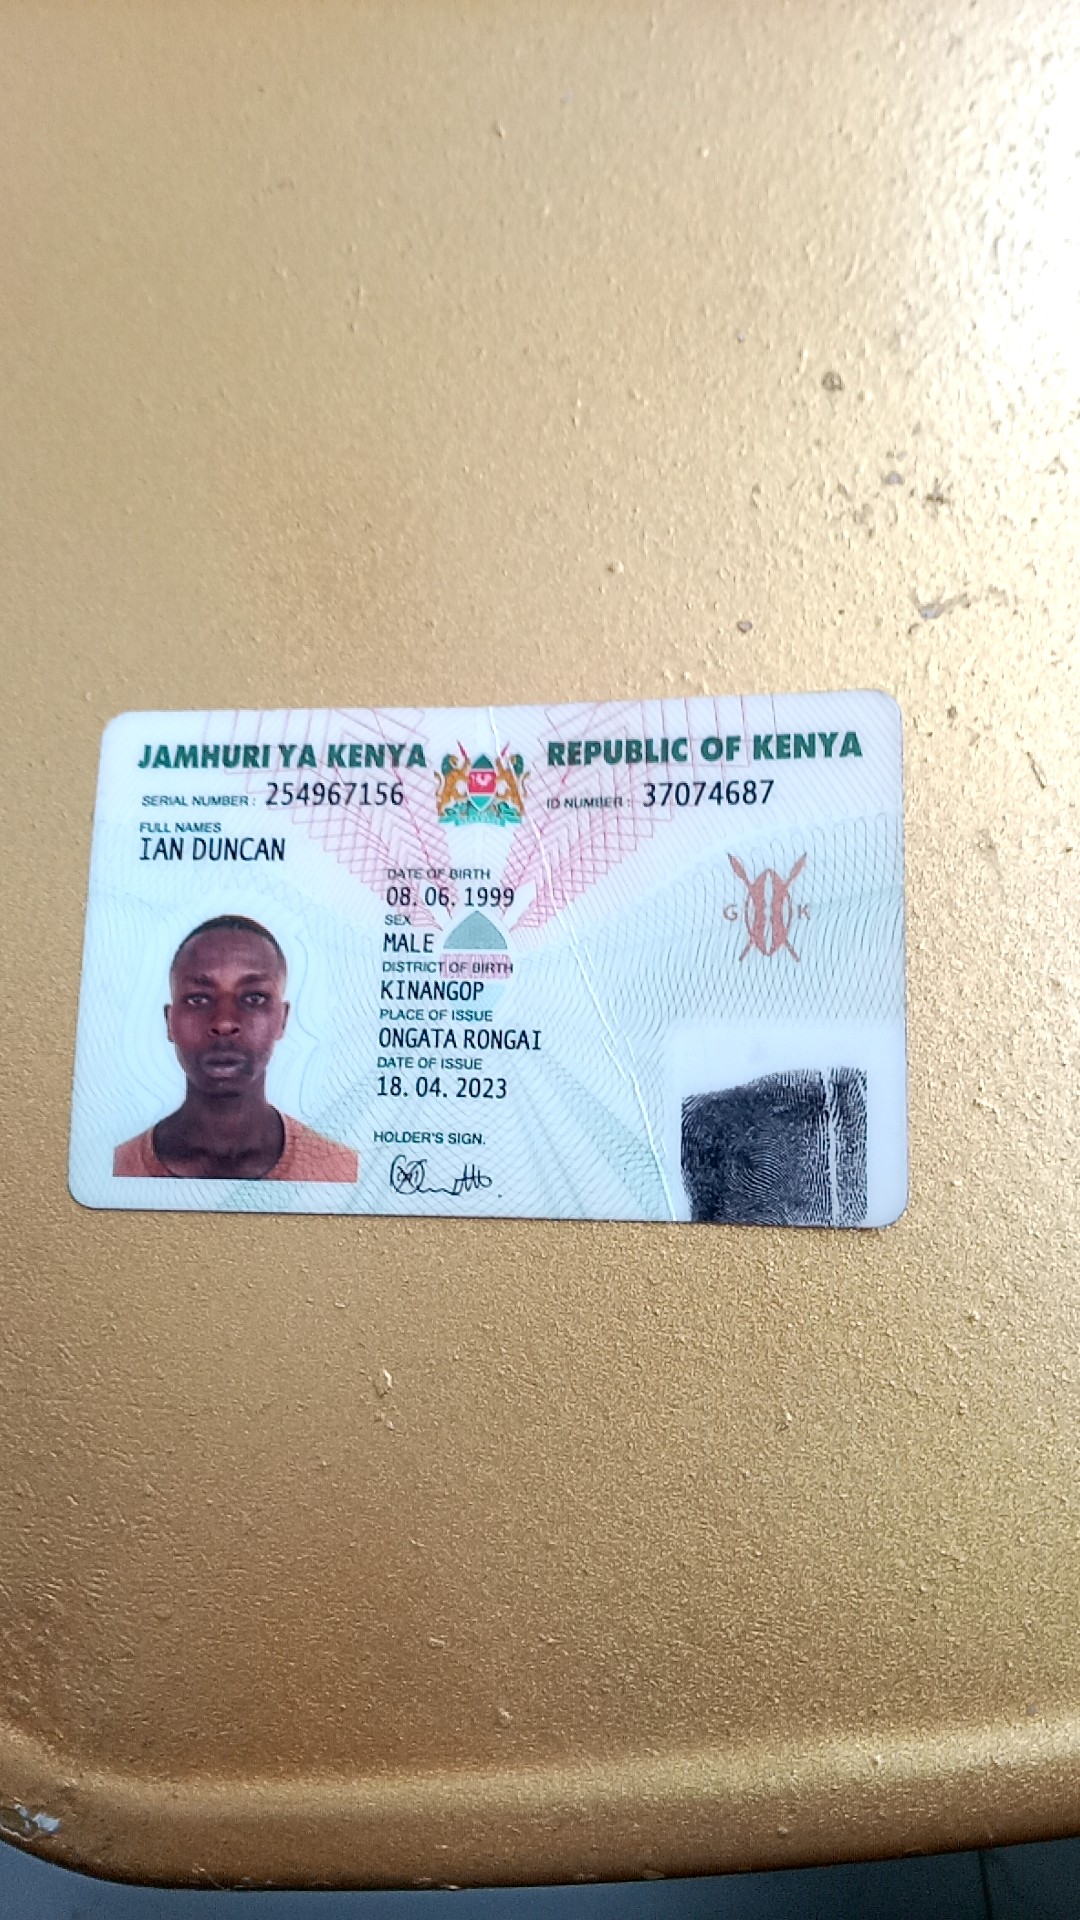 JAMHURI YA KENYA REPUBLIC OF KENYA
SERIAL NUMBER: 254967156 ID NUMBER: 37074687
FULL NAMES
IAN DUNCAN
DATE OF BIRTH
08. 06. 1999
SEX
MALE
DISTRICT OF BIRTH
KINANGOP
PLACE OF ISSUE
ONGATA RONGAI
DATE OF ISSUE
18. 04. 2023
HOLDER'S SIGN.
G K